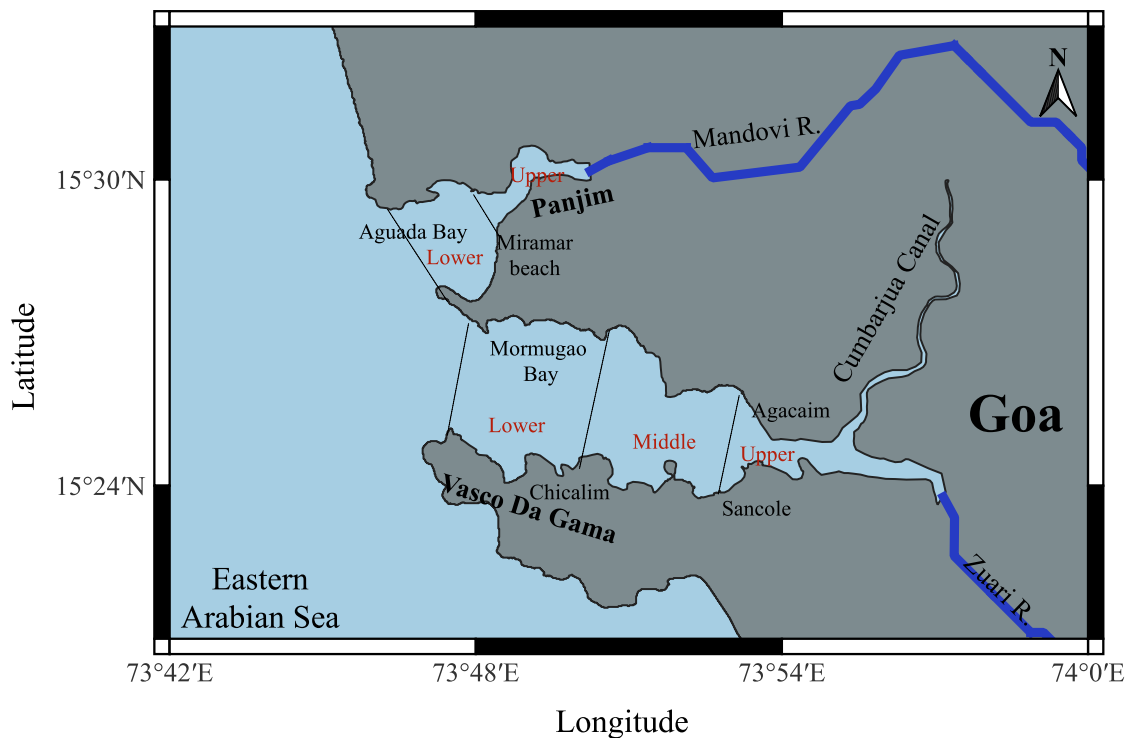 N
Mandovi R.
15°30′N
Upper
Panjim
Aguada Bay
Miramar
beach
Lower
Cumbarjua Canal
Latitude
Mormugao
Bay
Agacaim
Goa
Lower
Middle
Upper
15°24′N
Vasco Da Gama
Chicalim
Sancole
Zuari R.
Eastern
Arabian Sea
73°42′E
73°48′E
73°54′E
74°0′E
Longitude